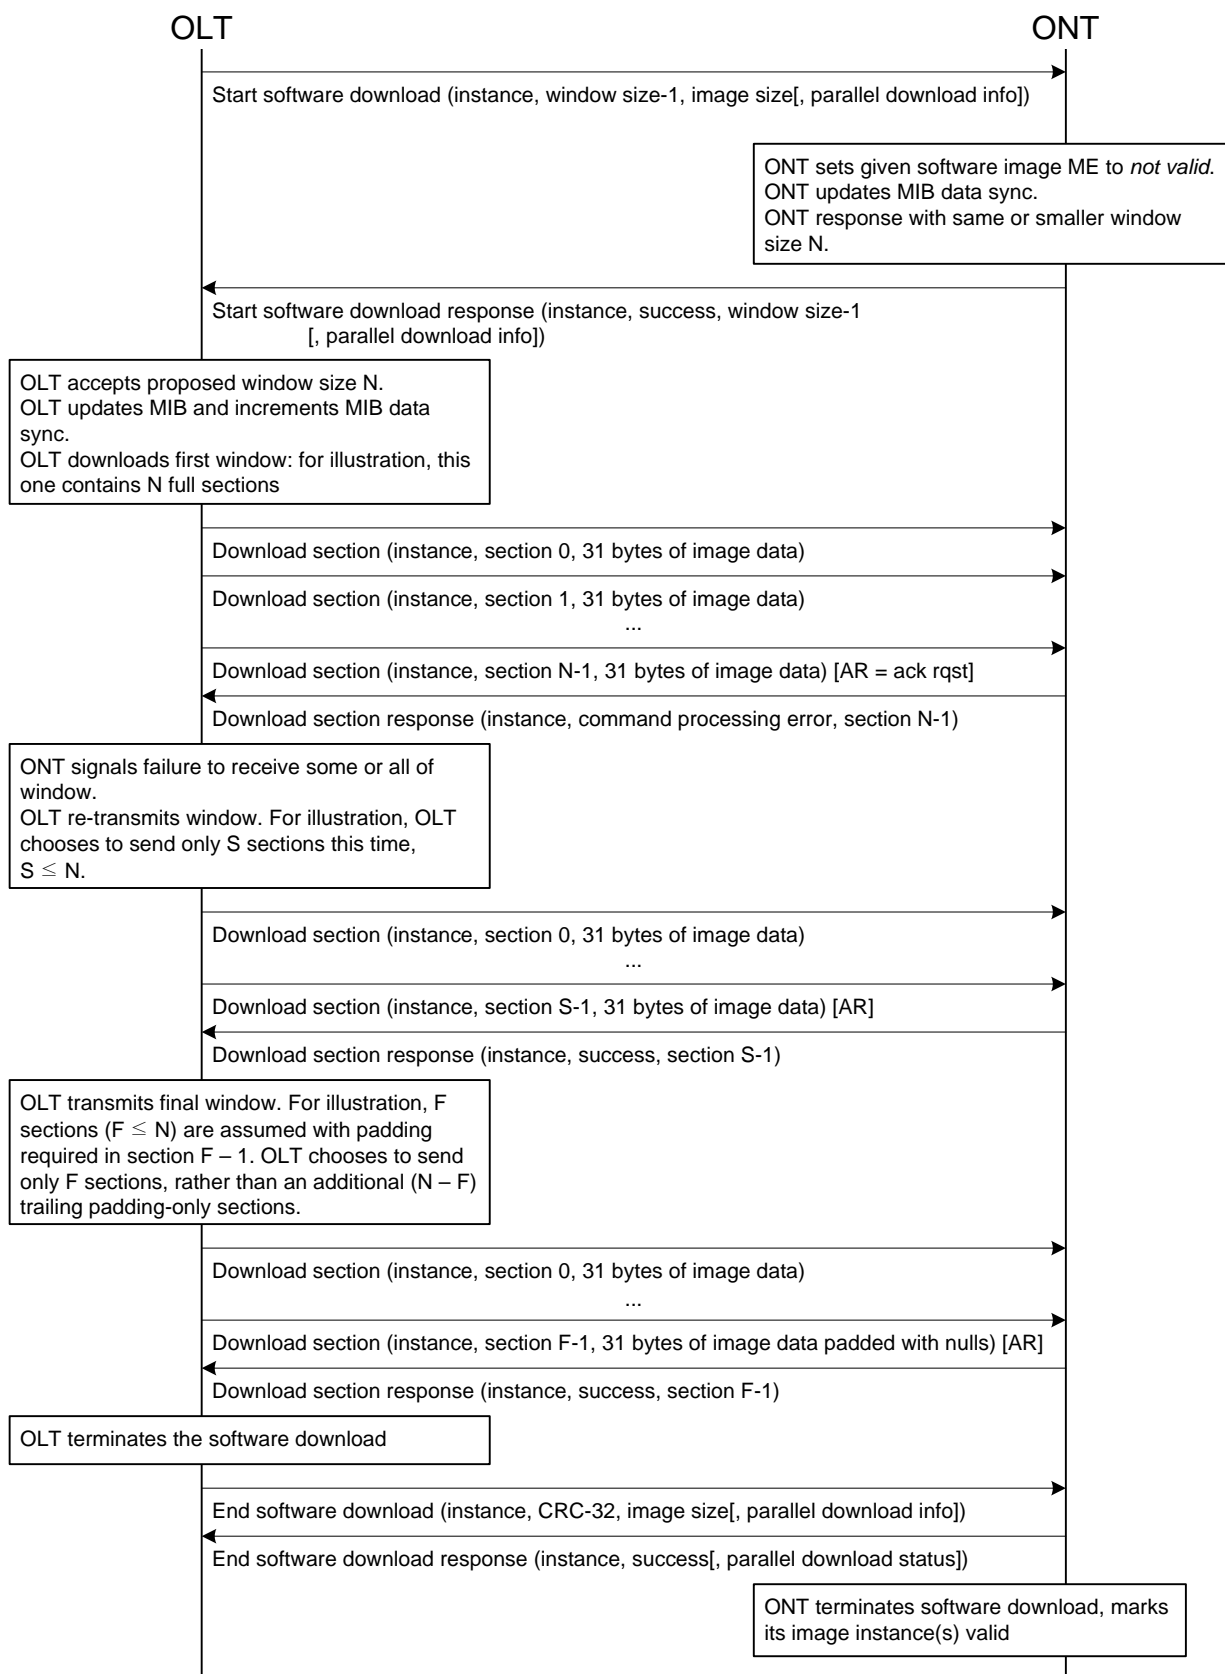 OLT
ONT
Start software download (instance, window size-1, image size[, parallel download info])
ONT sets given software image ME to not valid.
ONT updates MIB data sync.
ONT response with same or smaller window
size N.
Start software download response (instance, success, window size-1
[, parallel download info])
OLT accepts proposed window size N.
OLT updates MIB and increments MIB data
sync.
OLT downloads first window: for illustration, this
one contains N full sections
Download section (instance, section 0, 31 bytes of image data)
Download section (instance, section 1, 31 bytes of image data)
...
Download section (instance, section N-1, 31 bytes of image data) [AR = ack rqst]
Download section response (instance, command processing error, section N-1)
ONT signals failure to receive some or all of
window.
OLT re-transmits window. For illustration, OLT
chooses to send only S sections this time,
S ≤ N.
Download section (instance, section 0, 31 bytes of image data)
...
Download section (instance, section S-1, 31 bytes of image data) [AR]
Download section response (instance, success, section S-1)
OLT transmits final window. For illustration, F
sections (F ≤ N) are assumed with padding
required in section F – 1. OLT chooses to send
only F sections, rather than an additional (N – F)
trailing padding-only sections.
Download section (instance, section 0, 31 bytes of image data)
...
Download section (instance, section F-1, 31 bytes of image data padded with nulls) [AR]
Download section response (instance, success, section F-1)
OLT terminates the software download
End software download (instance, CRC-32, image size[, parallel download info])
End software download response (instance, success[, parallel download status])
ONT terminates software download, marks
its image instance(s) valid